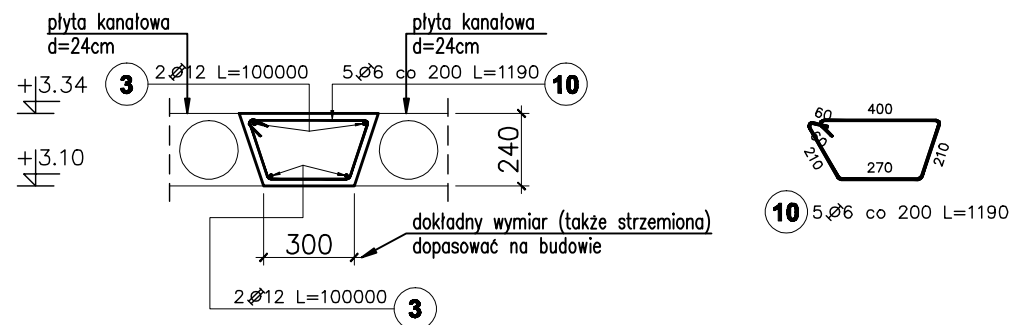 płyta kanałowa
d=24cm
płyta kanałowa
d=24cm
3
2 ⌀12 L=100000
5 ⌀6 co 200 L=1190
10
+3.34
+3.10
240
300
dokładny wymiar (także strzemiona)
dopasować na budowie
2 ⌀12 L=100000
3
60
400
60
210
270
210
10
5 ⌀6 co 200 L=1190